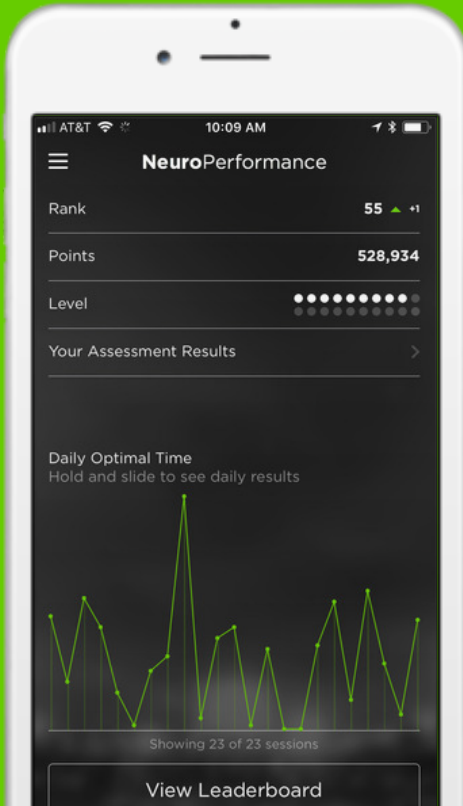 AT&T 10:09 AM
NeuroPerformance
Rank 55 +1
Points 528,934
Level
Your Assessment Results
Daily Optimal Time
Hold and slide to see daily results
Showing 23 of 23 sessions
View Leaderboard